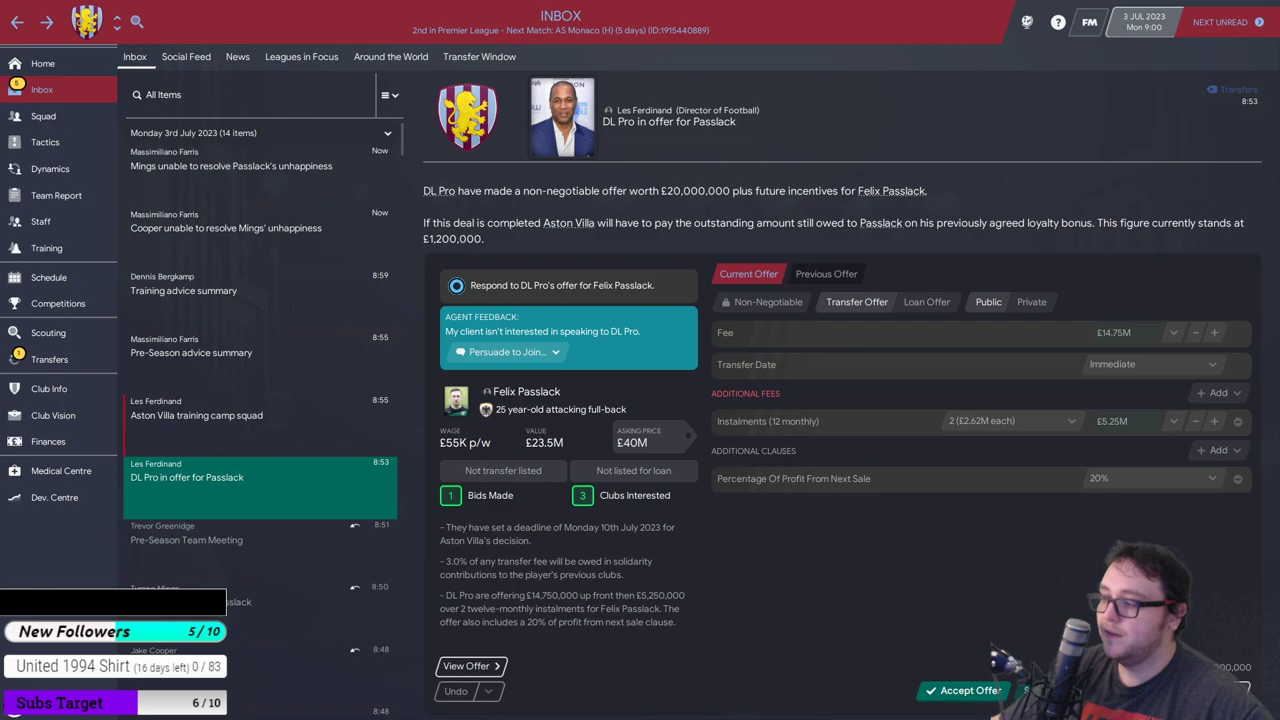 INBOX
2nd in Premier League - Next Match: AS Monaco (H) (5 days) (ID:1915440889)
FM
3 JUL 2023
Mon 9:00
NEXT UNREAD
Home
5
Inbox
Squad
Tactics
Dynamics
Team Report
Staff
Training
Schedule
Competitions
Scouting
1
Transfers
Club Info
Club Vision
Finances
Medical Centre
Dev. Centre
Inbox
Social Feed
News
Leagues in Focus
Around the World
Transfer Window
All Items
Monday 3rd July 2023 (14 items)
Massimiliano Farris
Now
Mings unable to resolve Passlack's unhappiness
Massimiliano Farris
Now
Cooper unable to resolve Mings' unhappiness
Dennis Bergkamp
8:59
Training advice summary
Massimiliano Farris
8:55
Pre-Season advice summary
Les Ferdinand
8:55
Aston Villa training camp squad
Les Ferdinand
8:53
DL Pro in offer for Passlack
Trevor Greenidge
8:51
Pre-Season Team Meeting
8:50
Jake Cooper
8:48
8:48
Les Ferdinand (Director of Football)
DL Pro in offer for Passlack
Transfers
8:53
DL Pro have made a non-negotiable offer worth £20,000,000 plus future incentives for Felix Passlack.
If this deal is completed Aston Villa will have to pay the outstanding amount still owed to Passlack on his previously agreed loyalty bonus. This figure currently stands at
£1,200,000.
Respond to DL Pro's offer for Felix Passlack.
AGENT FEEDBACK:
My client isn't interested in speaking to DL Pro.
Persuade to Join...
Felix Passlack
25 year-old attacking full-back
WAGE
£55K p/w
VALUE
£23.5M
ASKING PRICE
£40M
Not transfer listed
Not listed for loan
1
Bids Made
3
Clubs Interested
- They have set a deadline of Monday 10th July 2023 for
Aston Villa's decision.
- 3.0% of any transfer fee will be owed in solidarity
contributions to the player's previous clubs.
- DL Pro are offering £14,750,000 up front then £5,250,000
over 2 twelve-monthly instalments for Felix Passlack. The
offer also includes a 20% of profit from next sale clause.
View Offer
Undo
Current Offer
Previous Offer
Non-Negotiable
Transfer Offer
Loan Offer
Public
Private
Fee
£14.75M
Transfer Date
Immediate
ADDITIONAL FEES
Add
Instalments (12 monthly)
2 (£2.62M each)
£5.25M
ADDITIONAL CLAUSES
Add
Percentage Of Profit From Next Sale
20%
Accept Offer
New Followers
5 / 10
United 1994 Shirt (16 days left) 0 / 83
Subs Target
6 / 10